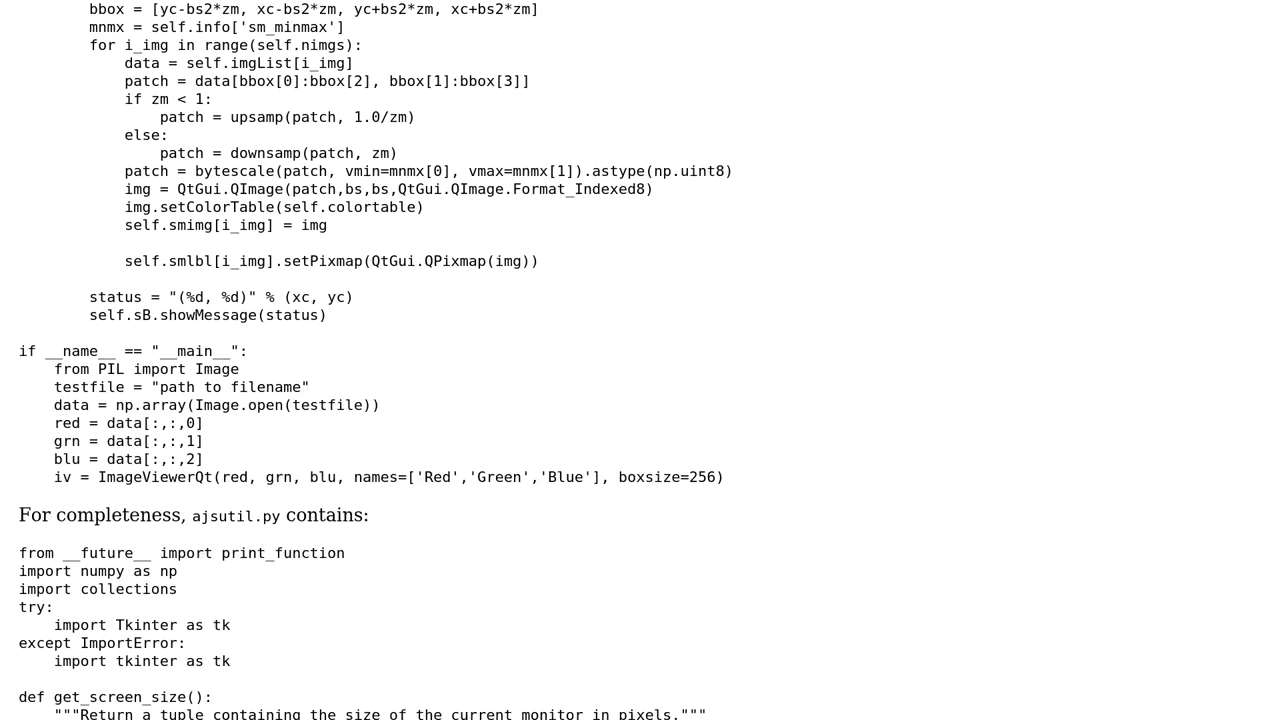 bbox = [yc-bs2*zm, xc-bs2*zm, yc+bs2*zm, xc+bs2*zm]
        mnmx = self.info['sm_minmax']
        for i_img in range(self.nimgs):
            data = self.imgList[i_img]
            patch = data[bbox[0]:bbox[2], bbox[1]:bbox[3]]
            if zm < 1:
                patch = upsamp(patch, 1.0/zm)
            else:
                patch = downsamp(patch, zm)
            patch = bytescale(patch, vmin=mnmx[0], vmax=mnmx[1]).astype(np.uint8)
            img = QtGui.QImage(patch,bs,bs,QtGui.QImage.Format_Indexed8)
            img.setColorTable(self.colortable)
            self.smimg[i_img] = img

            self.smlbl[i_img].setPixmap(QtGui.QPixmap(img))

        status = "(%d, %d)" % (xc, yc)
        self.sB.showMessage(status)

if __name__ == "__main__":
    from PIL import Image
    testfile = "path to filename"
    data = np.array(Image.open(testfile))
    red = data[:,:,0]
    grn = data[:,:,1]
    blu = data[:,:,2]
    iv = ImageViewerQt(red, grn, blu, names=['Red','Green','Blue'], boxsize=256)

For completeness, ajsutil.py contains:

from __future__ import print_function
import numpy as np
import collections
try:
    import Tkinter as tk
except ImportError:
    import tkinter as tk

def get_screen_size():
    """Return a tuple containing the size of the current monitor in pixels."""